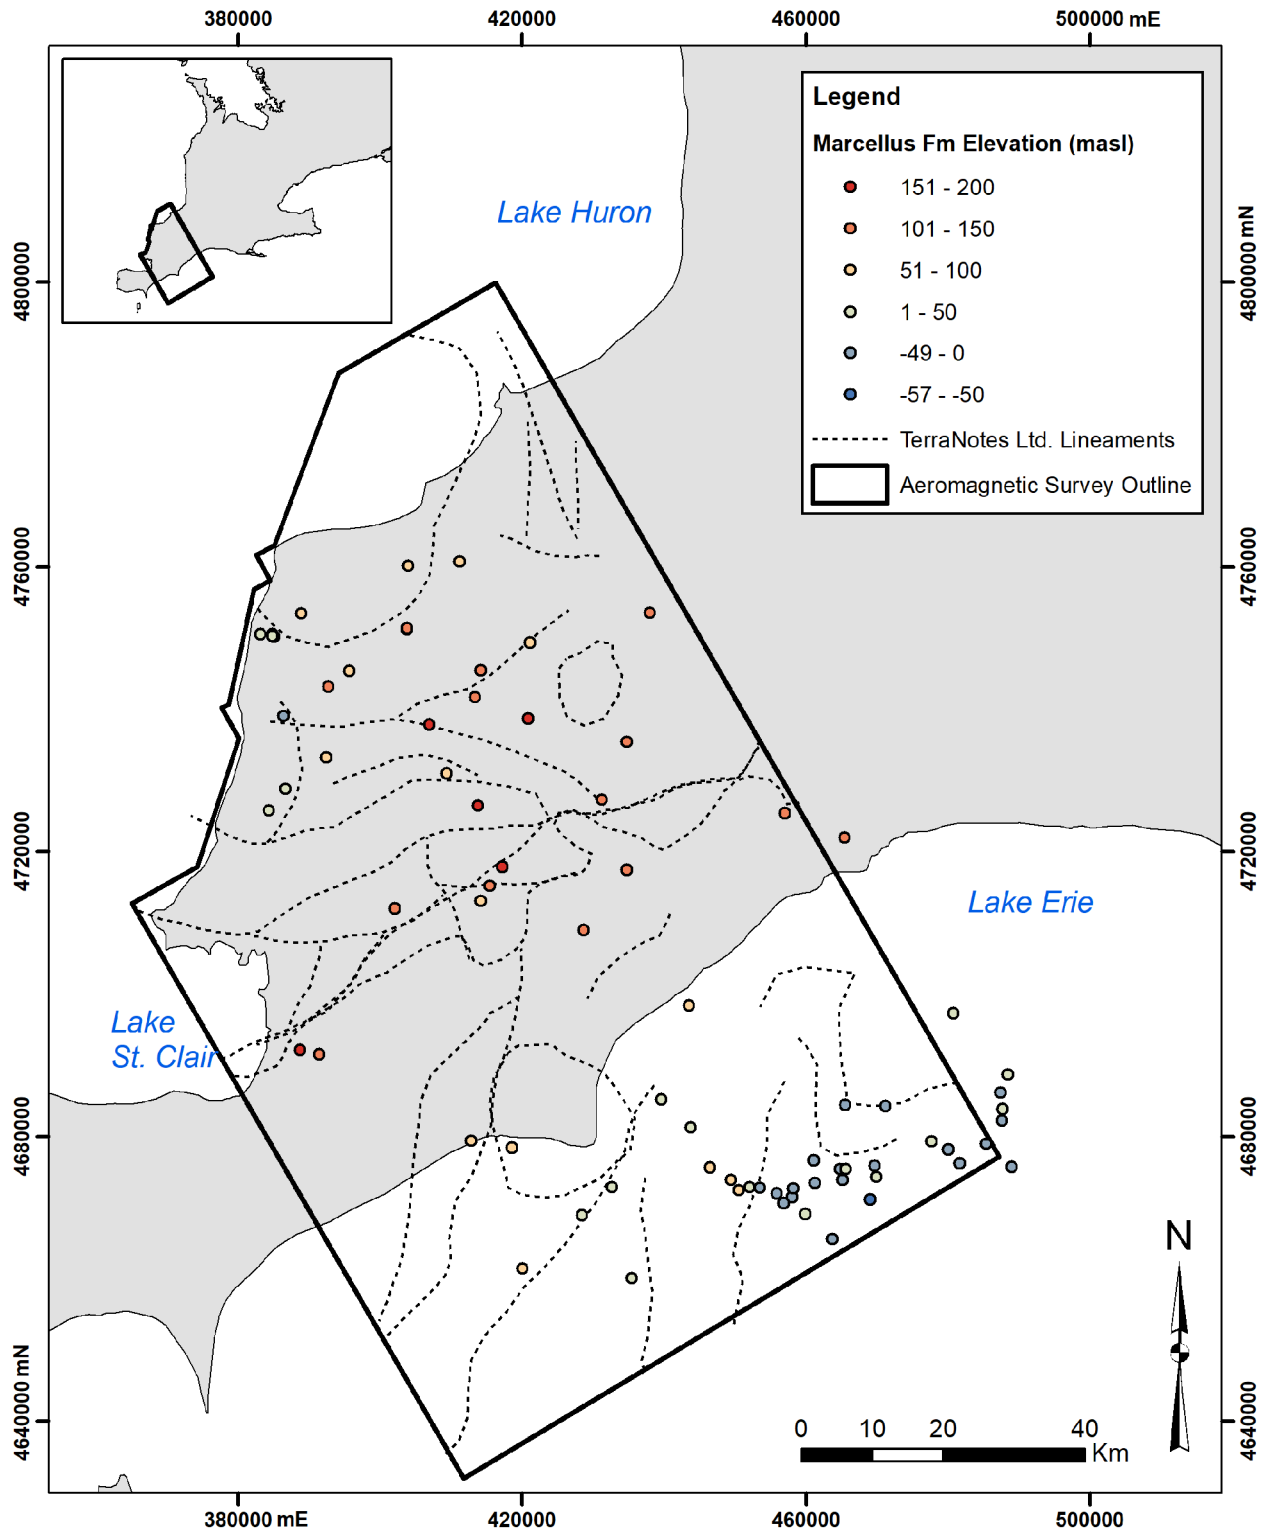 380000
420000
460000
500000 mE
Legend
Marcellus Fm Elevation (masl)
151 - 200
101 - 150
51 - 100
1 - 50
-49 - 0
-57 - -50
TerraNotes Ltd. Lineaments
Aeromagnetic Survey Outline
Lake Huron
4800000
4800000 mN
4760000
4760000
4720000
4720000
Lake Erie
Lake
St. Clair
4680000
4680000
N
4640000 mN
4640000
0 10 20 40
Km
380000 mE
420000
460000
500000